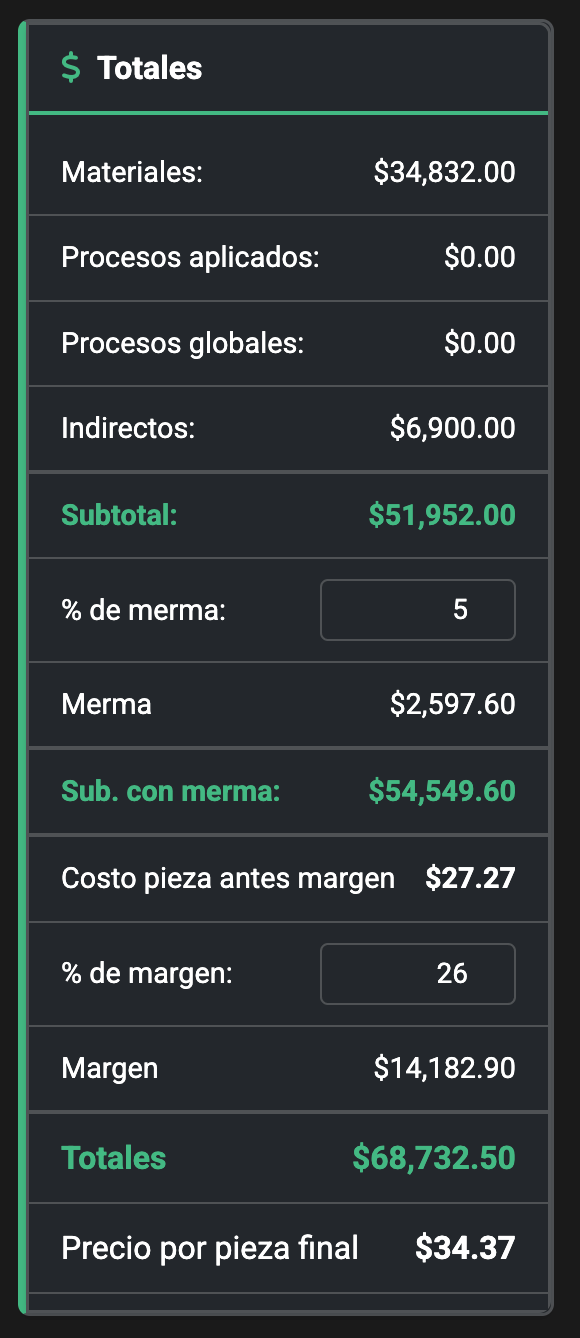 $ Totales
Materiales: $34,832.00
Procesos aplicados: $0.00
Procesos globales: $0.00
Indirectos: $6,900.00
Subtotal: $51,952.00
% de merma: 5
Merma $2,597.60
Sub. con merma: $54,549.60
Costo pieza antes margen $27.27
% de margen: 26
Margen $14,182.90
Totales $68,732.50
Precio por pieza final $34.37